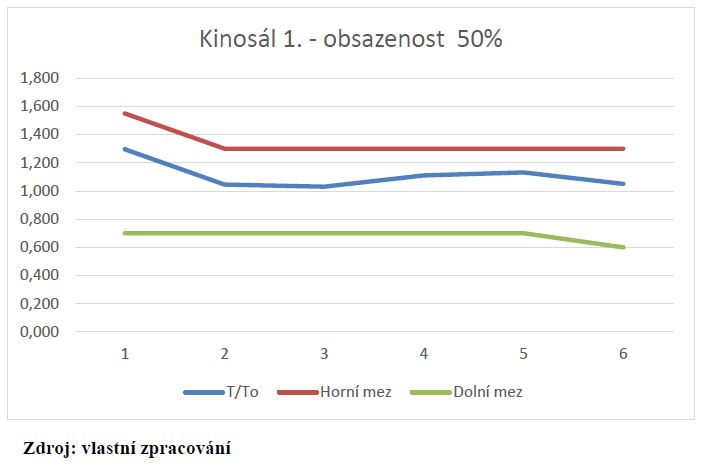 Kinosál 1. - obsazenost  50%
1,800
1,600
1,400
1,200
1,000
0,800
0,600
0,400
0,200
0,000
1 2 3 4 5 6
T/To Horní mez Dolní mez
Zdroj: vlastní zpracování